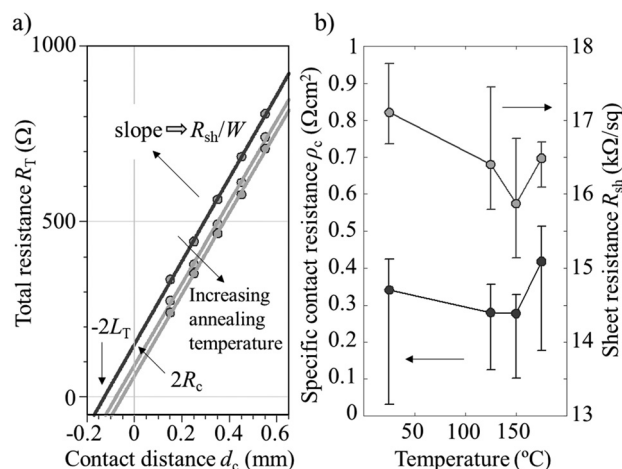 a)
1000
500
0
-0.2 0 0.2 0.4 0.6
Total resistance R_T (Ω)
Contact distance d_c (mm)
slope ⇨ R_sh/W
Increasing
annealing
temperature
-2L_T
2R_c
b)
1
0.9
0.8
0.7
0.6
0.5
0.4
0.3
0.2
0.1
0
Specific contact resistance ρ_c (Ωcm²)
50 100 150
Temperature (ºC)
18
17
16
15
14
13
Sheet resistance R_sh (kΩ/sq)